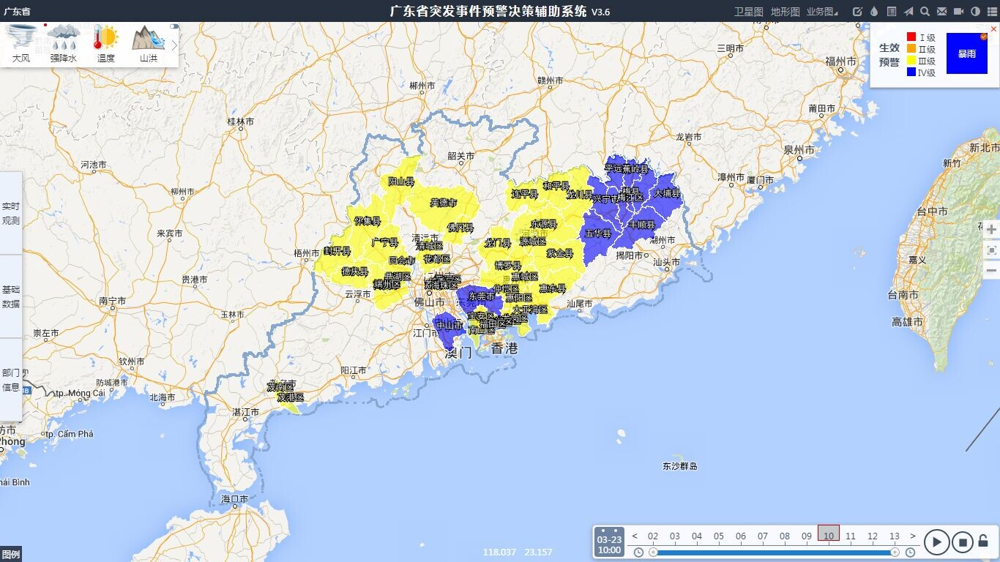 广东省
广东省突发事件预警决策辅助系统 V3.6
卫星图 地形图 业务图
大风 强降水 温度 山洪
生效
预警
I 级
II级
III级
IV级
暴雨
三明市
福州市
郴州市
赣州市
莆田市
桂林市
龙岩市
泉州市
新北市
韶关市
河池市
新竹
平远
蕉岭县
漳州市
厦门市
阳山县
和平县
连平县
龙川县
兴宁市
梅县
梅江区
大埔县
柳州市
英德市
实时
观测
台中市
怀集县
东源县
丰顺县
佛冈县
五华县
来宾市
广宁县
清远市
清城区
龙门县
源城区
潮州市
封开县
梧州市
四会市
花都区
紫金县
揭阳市
嘉义
汕头市
德庆县
博罗县
贵港市
鼎湖区
端州区
惠城区
海珠区
基础
数据
仲恺区
惠东县
云浮市
东莞市
惠阳区
南宁市
佛山市
汕尾市
台南市
大亚湾区
玉林市
宝安区
中山市
福田区
高雄市
江门市
南山区
崇左市
香港
澳门
钦州市
阳江市
部门
信息
防城港市
茂南区
tp. Móng Cái
北海市
茂港区
湛江市
tp. Cẩm Phả
东沙群岛
海口市
118.037 23.157
图例
03-23
10:00
< 02 03 04 05 06 07 08 09 10 11 12 13 >